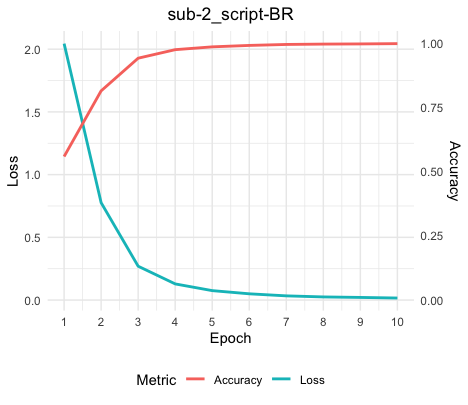 sub-2_script-BR
Loss
2.0
1.5
1.0
0.5
0.0
Accuracy
1.00
0.75
0.50
0.25
0.00
1 2 3 4 5 6 7 8 9 10
Epoch
Metric Accuracy Loss